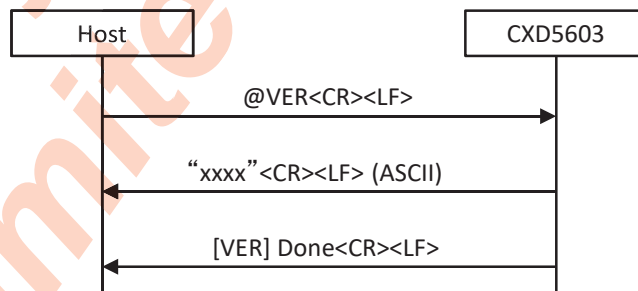 Host
CXD5603
@VER<CR><LF>
“xxxx”<CR><LF> (ASCII)
[VER] Done<CR><LF>